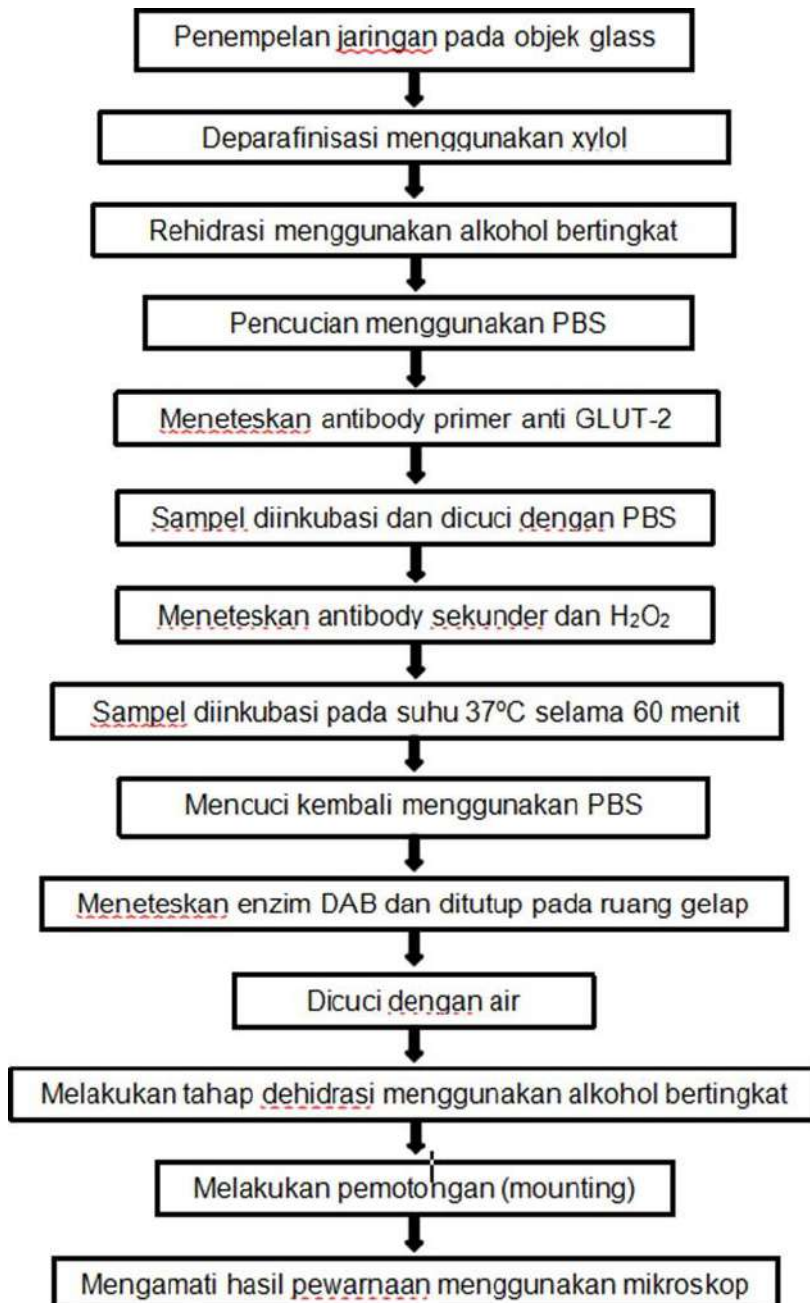 Penempelan jaringan pada objek glass
Deparafinisasi menggunakan xylol
Rehidrasi menggunakan alkohol bertingkat
Pencucian menggunakan PBS
Meneteskan antibody primer anti GLUT-2
Sampel diinkubasi dan dicuci dengan PBS
Meneteskan antibody sekunder dan H₂O₂
Sampel diinkubasi pada suhu 37ºC selama 60 menit
Mencuci kembali menggunakan PBS
Meneteskan enzim DAB dan ditutup pada ruang gelap
Dicuci dengan air
Melakukan tahap dehidrasi menggunakan alkohol bertingkat
Melakukan pemotongan (mounting)
Mengamati hasil pewarnaan menggunakan mikroskop